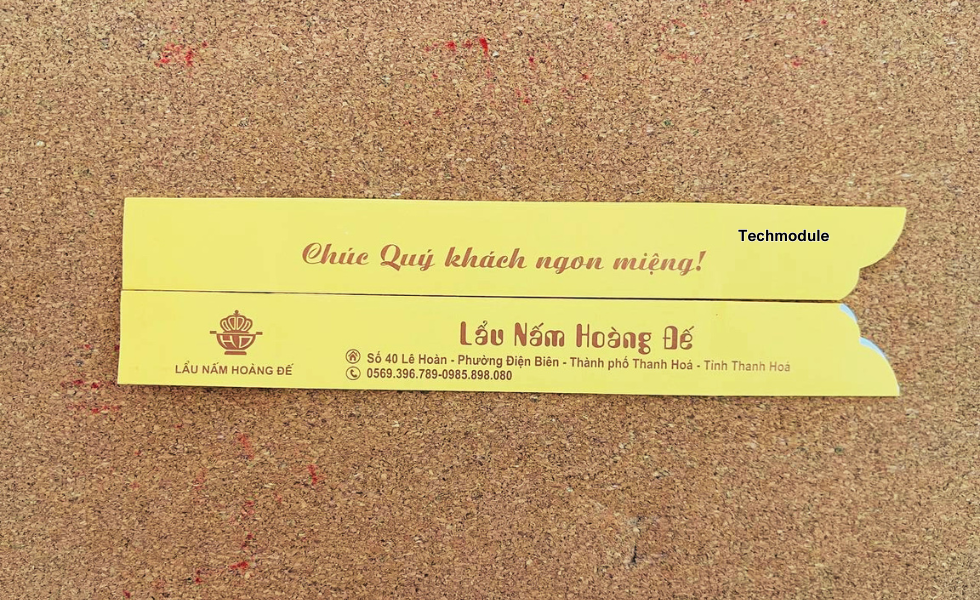 Techmodule
Chúc Quý khách ngon miệng!
Lẩu Nấm Hoàng Đế
LẨU NẤM HOÀNG ĐẾ
Số 40 Lê Hoàn - Phường Điện Biên - Thành phố Thanh Hoá - Tỉnh Thanh Hoá
0569.396.789-0985.898.080